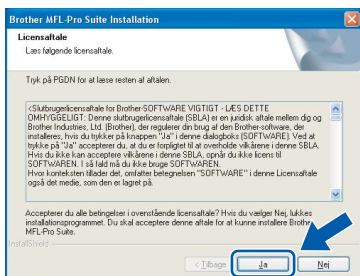 Brother MFL-Pro Suite Installation
Licensaftale
Læs følgende licensaftale.
Tryk på PGDN for at læse resten af aftalen.
<Slutbrugerlicensaftale for Brother-SOFTWARE VIGTIGT - LÆS DETTE
OMHYGGELIGT: Denne slutbrugerlicensaftale (SBLA) er en juridisk aftale mellem dig og
Brother Industries, Ltd. (Brother), der regulerer din brug af den Brother-software, der
installeres, hvis du trykker på knappen "Ja" i denne dialogboks (SOFTWARE). Ved at
trykke på "Ja" accepterer du, at du er forpligtet til at overholde vilkårene i denne SBLA.
Hvis du ikke kan acceptere vilkårene i denne SBLA, opnår du ikke licens til
SOFTWAREN. I så fald må du ikke bruge SOFTWAREN.
Hvor konteksten tillader det, omfatter betegnelsen "SOFTWARE" i denne Licensaftale
også det medie, som den er lagret på.
Accepterer du alle betingelser i ovenstående licensaftale? Hvis du vælger Nej, lukkes
installationsprogrammet. Du skal acceptere denne aftale for at kunne installere Brother
MFL-Pro Suite.
InstallShield
< Tilbage
Ja
Nej